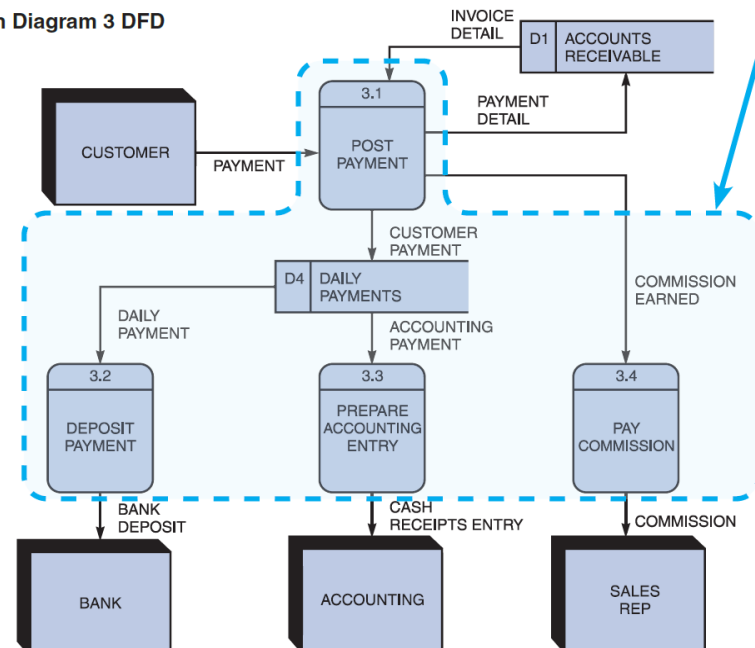 Diagram 3 DFD
INVOICE
DETAIL
D1
ACCOUNTS
RECEIVABLE
3.1
POST
PAYMENT
PAYMENT
DETAIL
CUSTOMER
PAYMENT
CUSTOMER
PAYMENT
D4
DAILY
PAYMENTS
COMMISSION
EARNED
DAILY
PAYMENT
ACCOUNTING
PAYMENT
3.2
DEPOSIT
PAYMENT
3.3
PREPARE
ACCOUNTING
ENTRY
3.4
PAY
COMMISSION
BANK
DEPOSIT
CASH
RECEIPTS ENTRY
COMMISSION
BANK
ACCOUNTING
SALES
REP